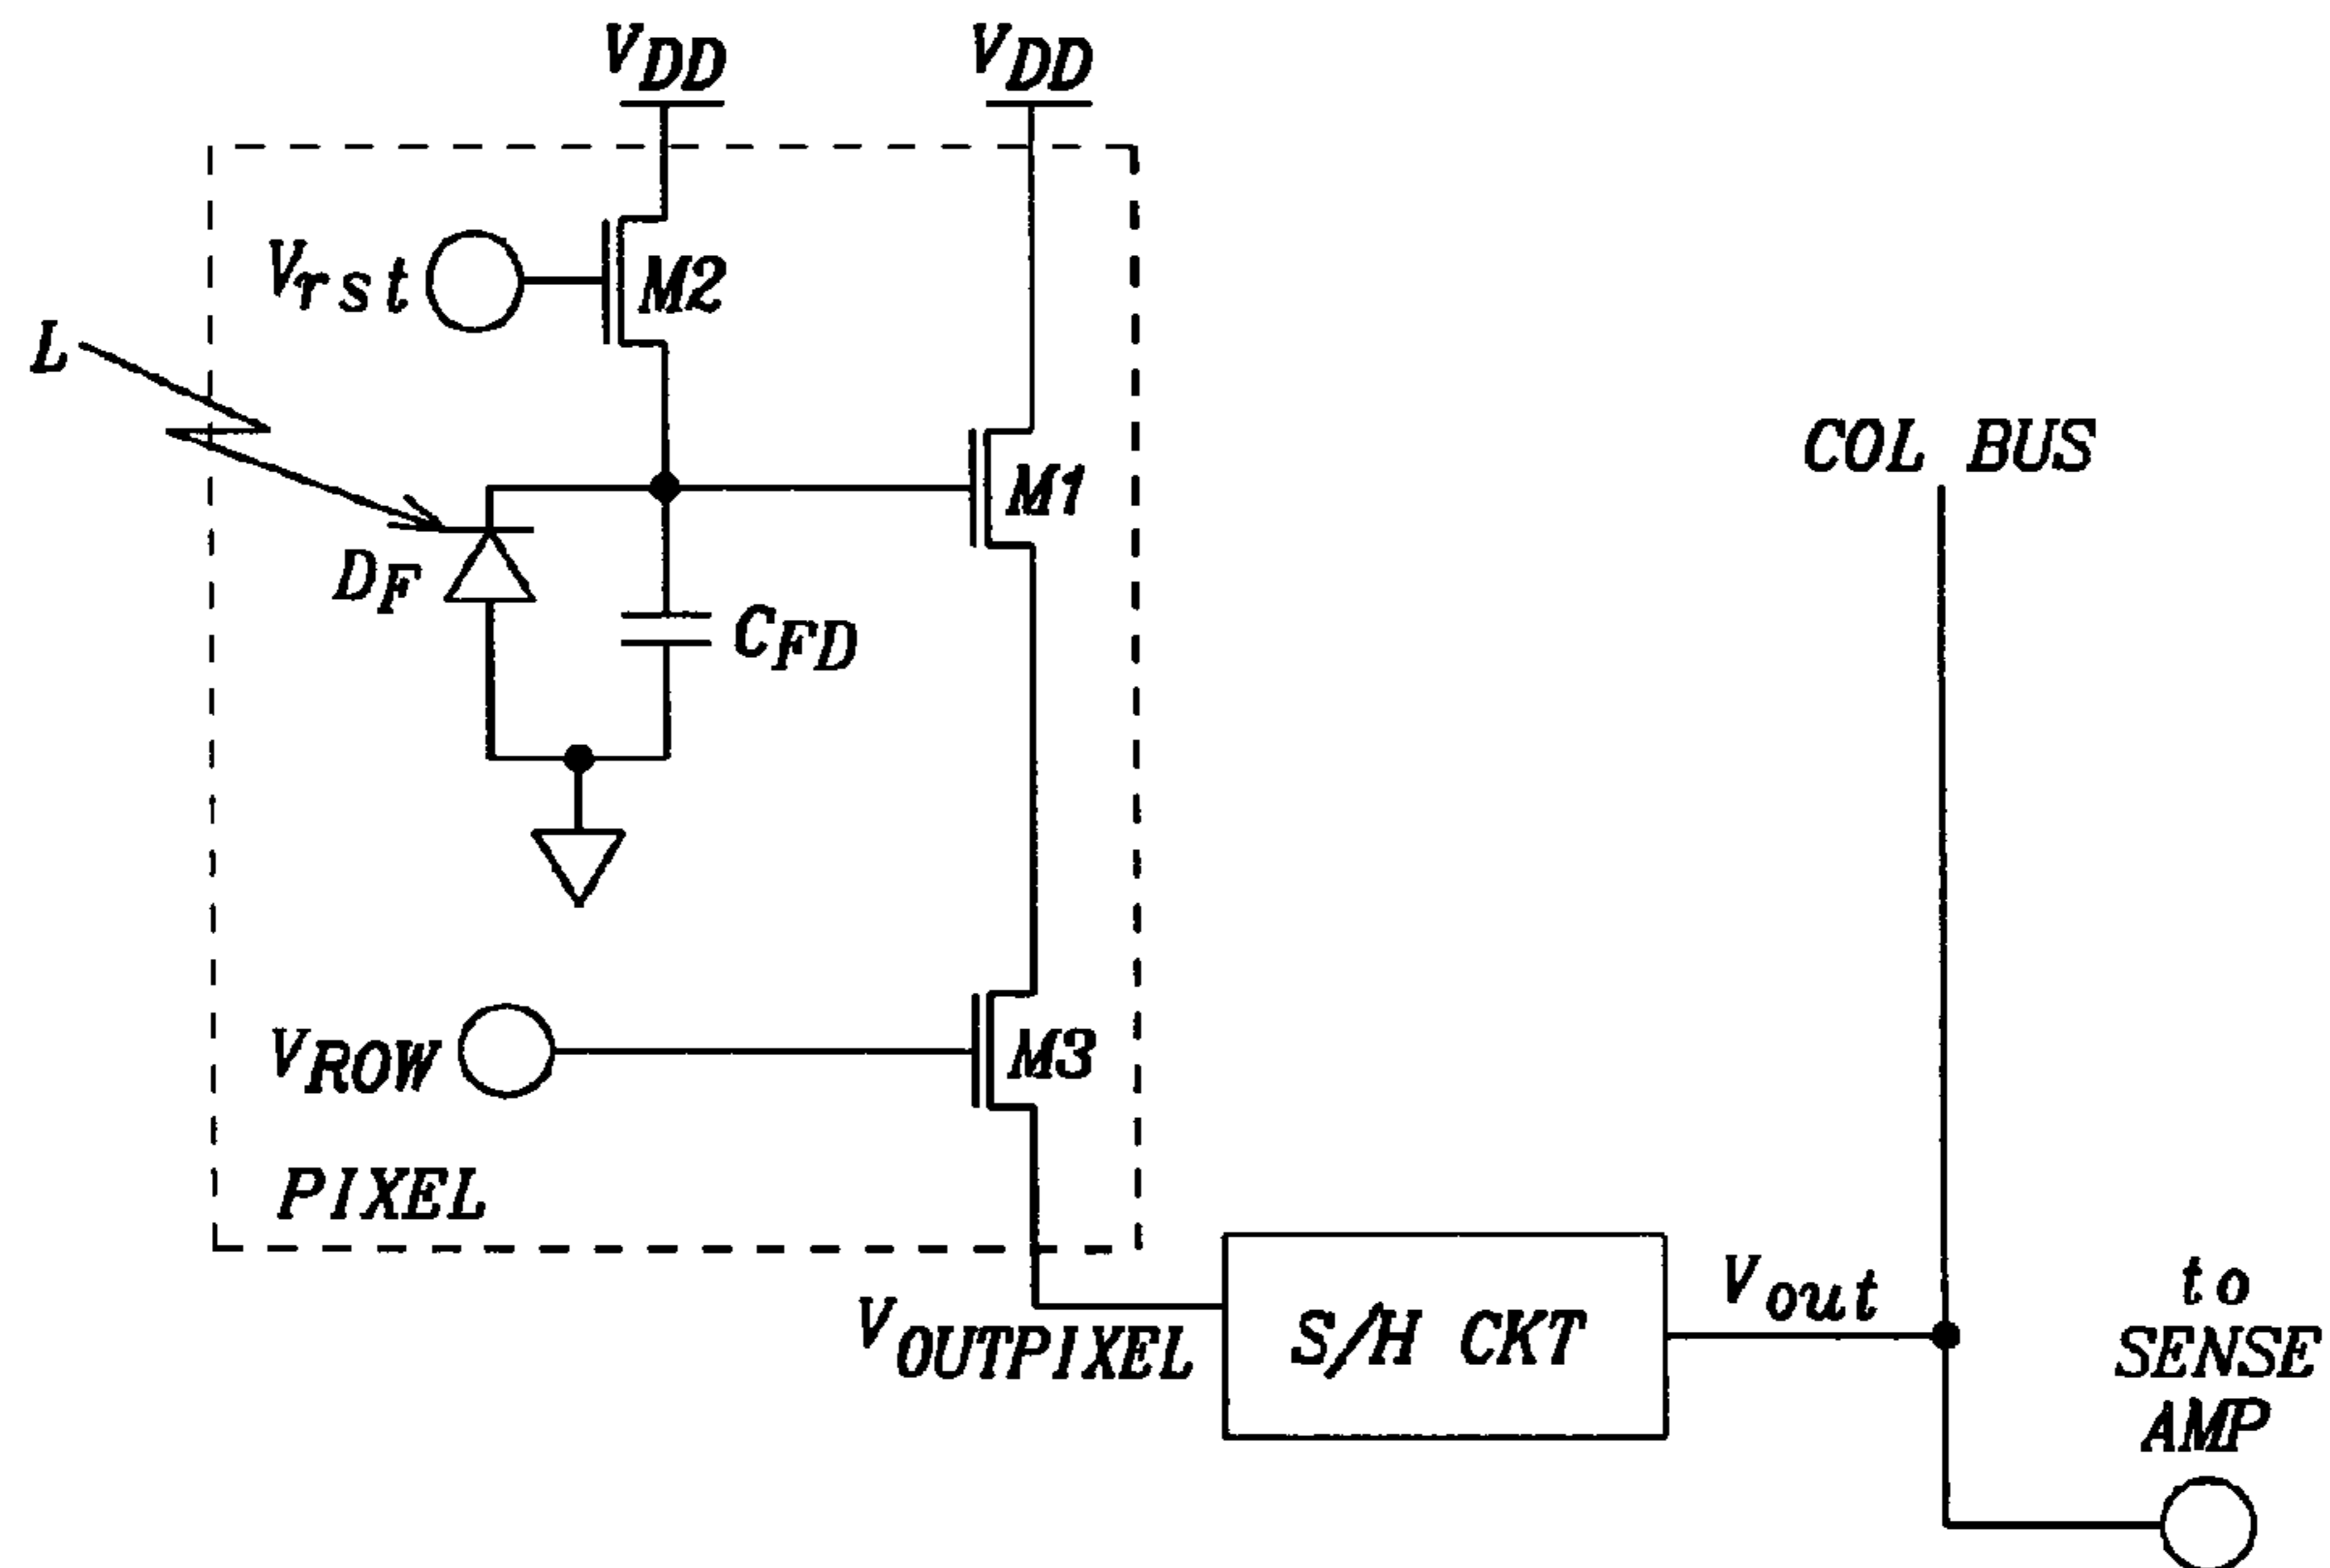 VDD
VDD
Vrst
M2
L
M1
COL BUS
DF
CFD
VROW
M3
PIXEL
VOUTPIXEL
S/H CKT
Vout
to
SENSE
AMP